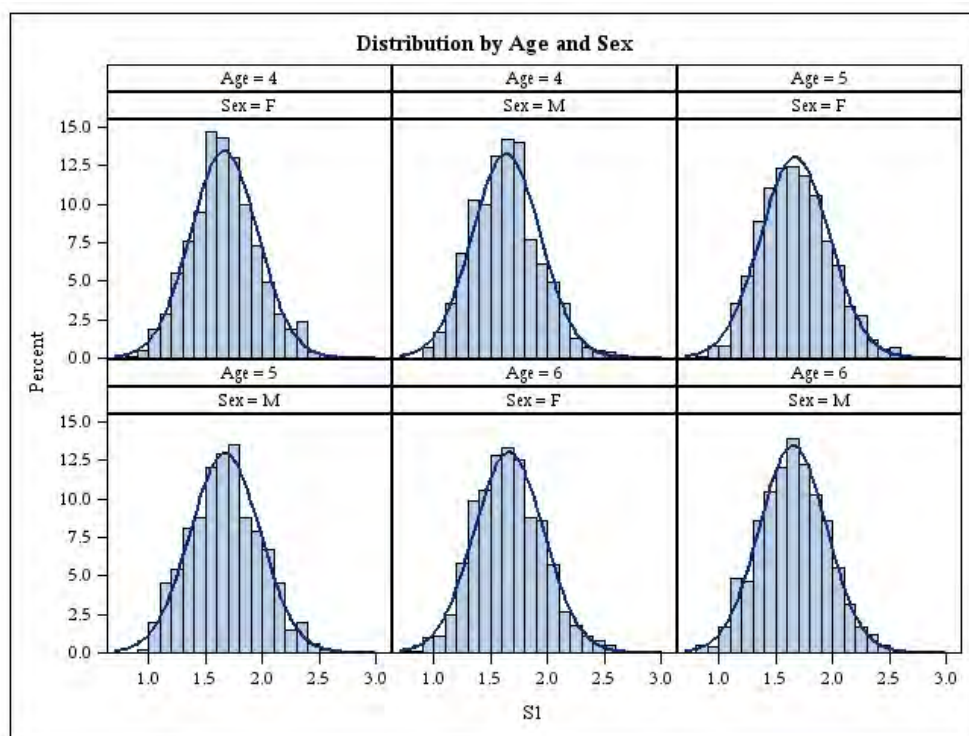 Distribution by Age and Sex
Age = 4 Age = 4 Age = 5
Sex = F Sex = M Sex = F
15.0
12.5
10.0
7.5
5.0
2.5
0.0
Percent
Age = 5 Age = 6 Age = 6
Sex = M Sex = F Sex = M
15.0
12.5
10.0
7.5
5.0
2.5
0.0
1.0 1.5 2.0 2.5 3.0 1.0 1.5 2.0 2.5 3.0 1.0 1.5 2.0 2.5 3.0
S1